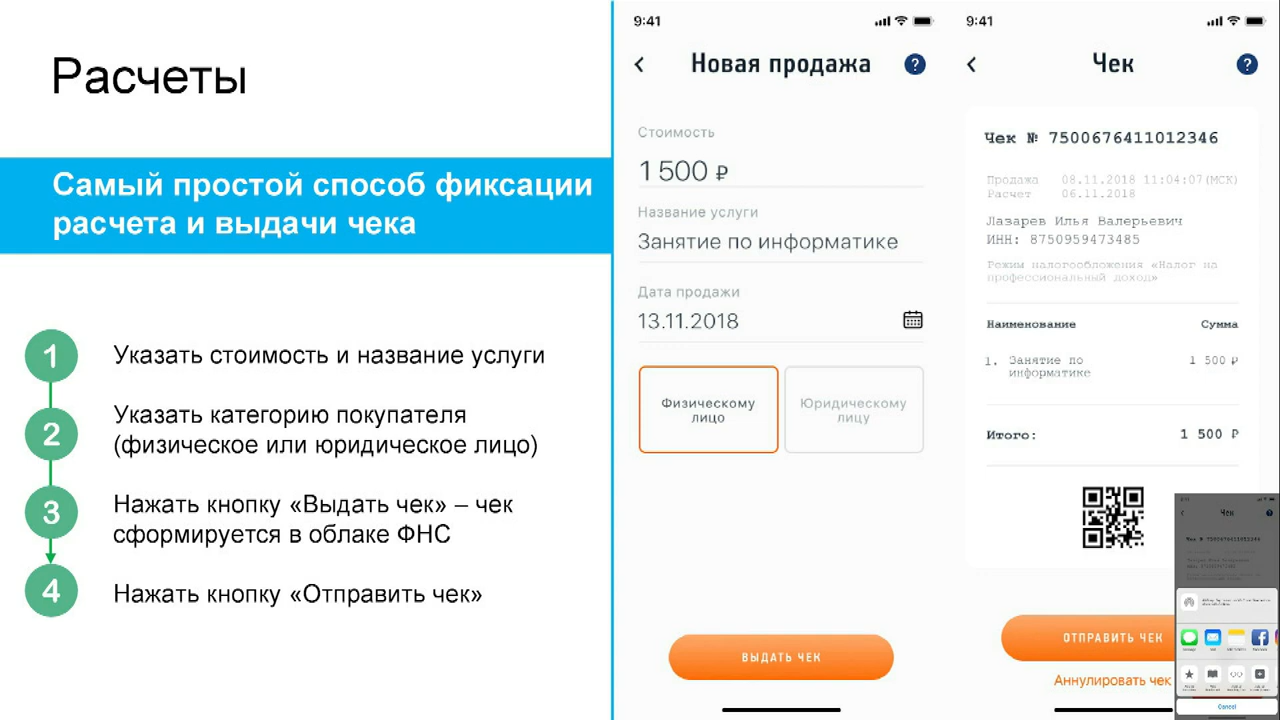 Расчеты
Самый простой способ фиксации
расчета и выдачи чека
1
Указать стоимость и название услуги
2
Указать категорию покупателя
(физическое или юридическое лицо)
3
Нажать кнопку «Выдать чек» – чек
сформируется в облаке ФНС
4
Нажать кнопку «Отправить чек»
9:41
Новая продажа
?
Стоимость
1 500 ₽
Название услуги
Занятие по информатике
Дата продажи
13.11.2018
Физическому
лицо
Юридическому
лицу
ВЫДАТЬ ЧЕК
9:41
Чек
?
Чек № 7500676411012346
Продажа 08.11.2018 11:04:07(МСК)
Расчет 06.11.2018
Лазарев Илья Валерьевич
ИНН: 8750959473485
Режим налогообложения «Налог на
профессиональный доход»
Наименование Сумма
1. Занятие по 1 500 ₽
информатике
Итого: 1 500 ₽
ОТПРАВИТЬ ЧЕК
Аннулировать чек
Чек
Cancel